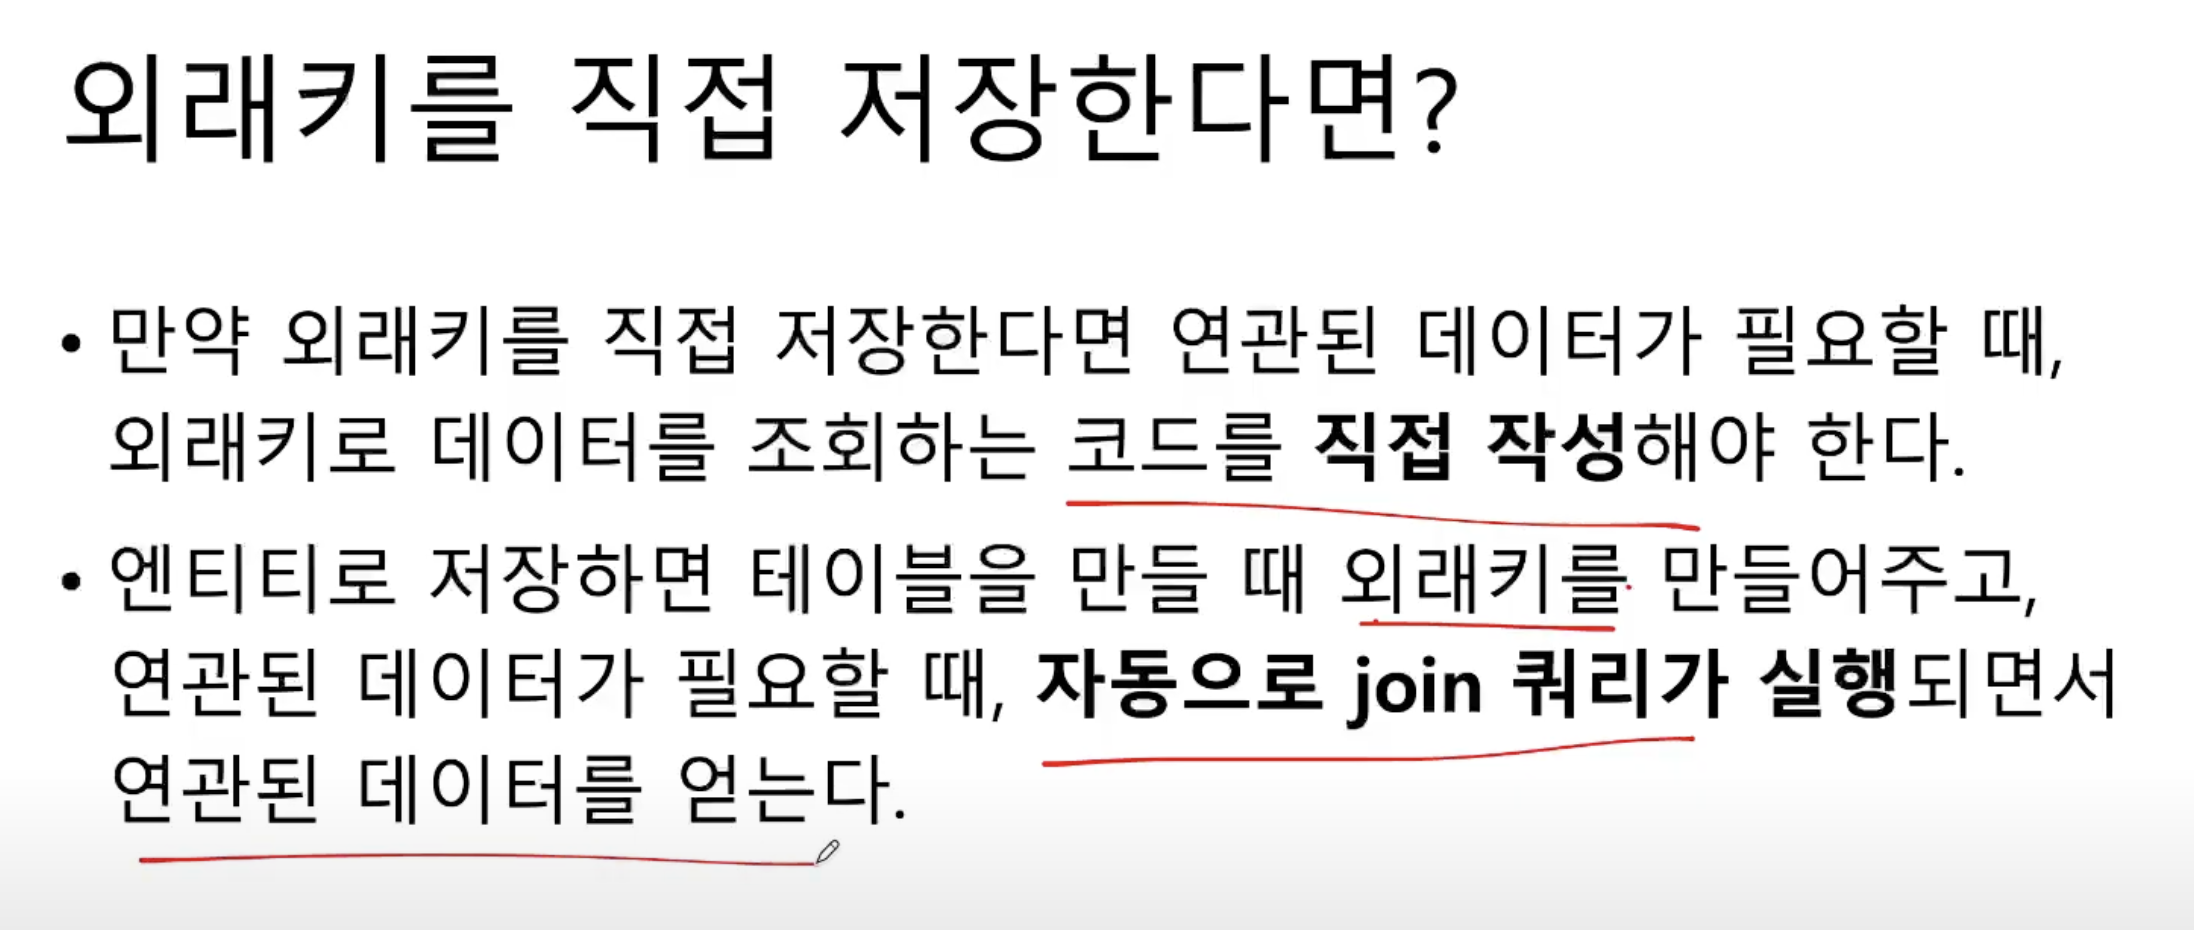 외래키를 직접 저장한다면?
• 만약 외래키를 직접 저장한다면 연관된 데이터가 필요할 때,
외래키로 데이터를 조회하는 코드를 직접 작성해야 한다.
• 엔티티로 저장하면 테이블을 만들 때 외래키를 만들어주고,
연관된 데이터가 필요할 때, 자동으로 join 쿼리가 실행되면서
연관된 데이터를 얻는다.